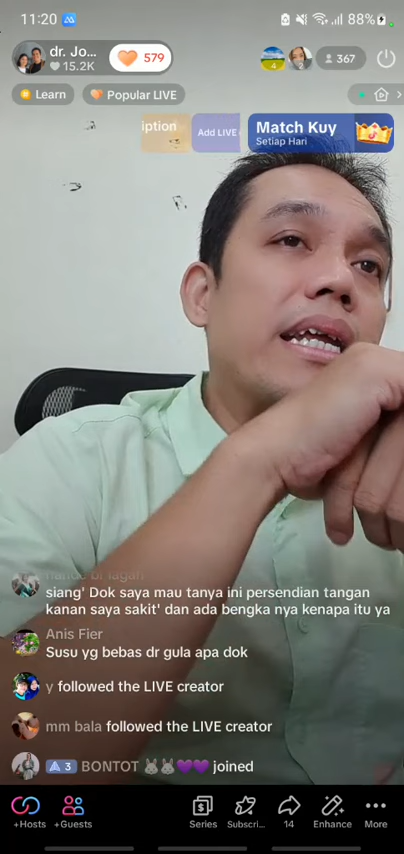 11:20
88%
dr. Jo...
15.2K
579
4
2
367
Learn
Popular LIVE
iption
Add LIVE
Match Kuy
Setiap Hari
siang' Dok saya mau tanya ini persendian tangan
kanan saya sakit' dan ada bengka nya kenapa itu ya
Anis Fier
Susu yg bebas dr gula apa dok
y followed the LIVE creator
mm bala followed the LIVE creator
3 BONTOT 🐰🐰💜💜 joined
+Hosts
+Guests
Series
Subscri...
14
Enhance
More